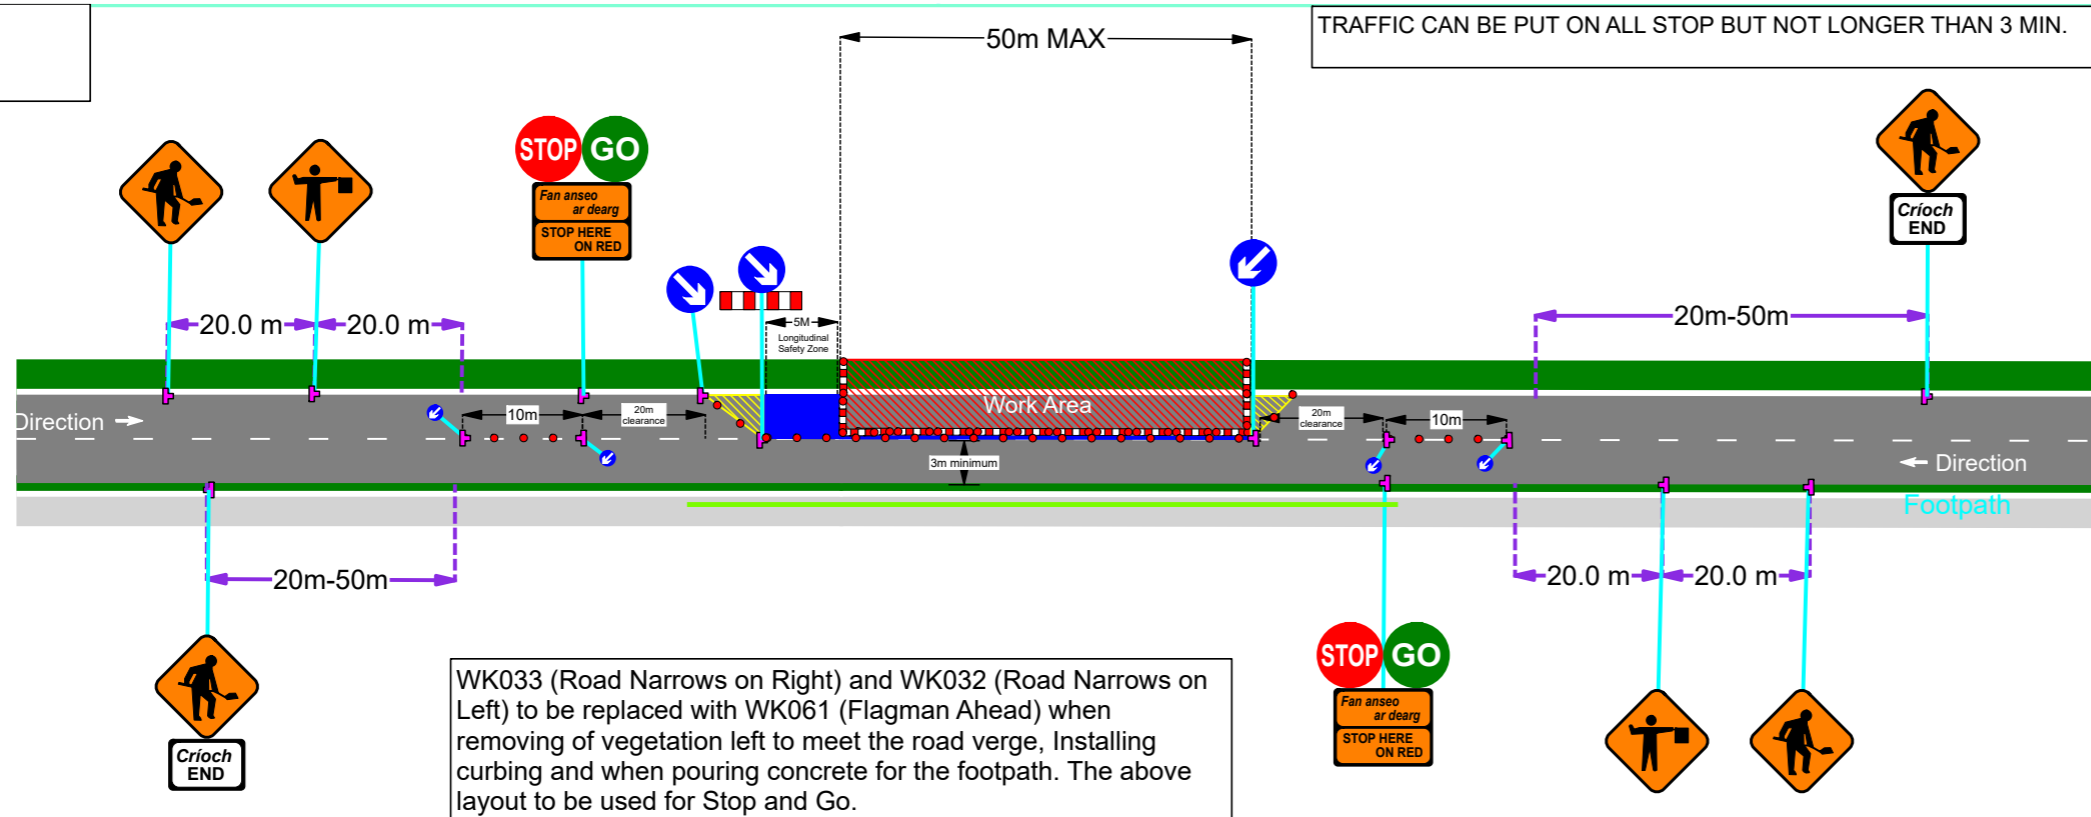 50m MAX
TRAFFIC CAN BE PUT ON ALL STOP BUT NOT LONGER THAN 3 MIN.
STOP GO
Fan anseo
ar dearg
STOP HERE
ON RED
Críoch
END
20.0 m
20.0 m
5M
Longitudinal
Safety Zone
20m-50m
Direction
10m
20m
clearance
Work Area
20m
clearance
10m
3m minimum
Direction
Footpath
20m-50m
20.0 m
20.0 m
Críoch
END
WK033 (Road Narrows on Right) and WK032 (Road Narrows on
Left) to be replaced with WK061 (Flagman Ahead) when
removing of vegetation left to meet the road verge, Installing
curbing and when pouring concrete for the footpath. The above
layout to be used for Stop and Go.
STOP GO
Fan anseo
ar dearg
STOP HERE
ON RED